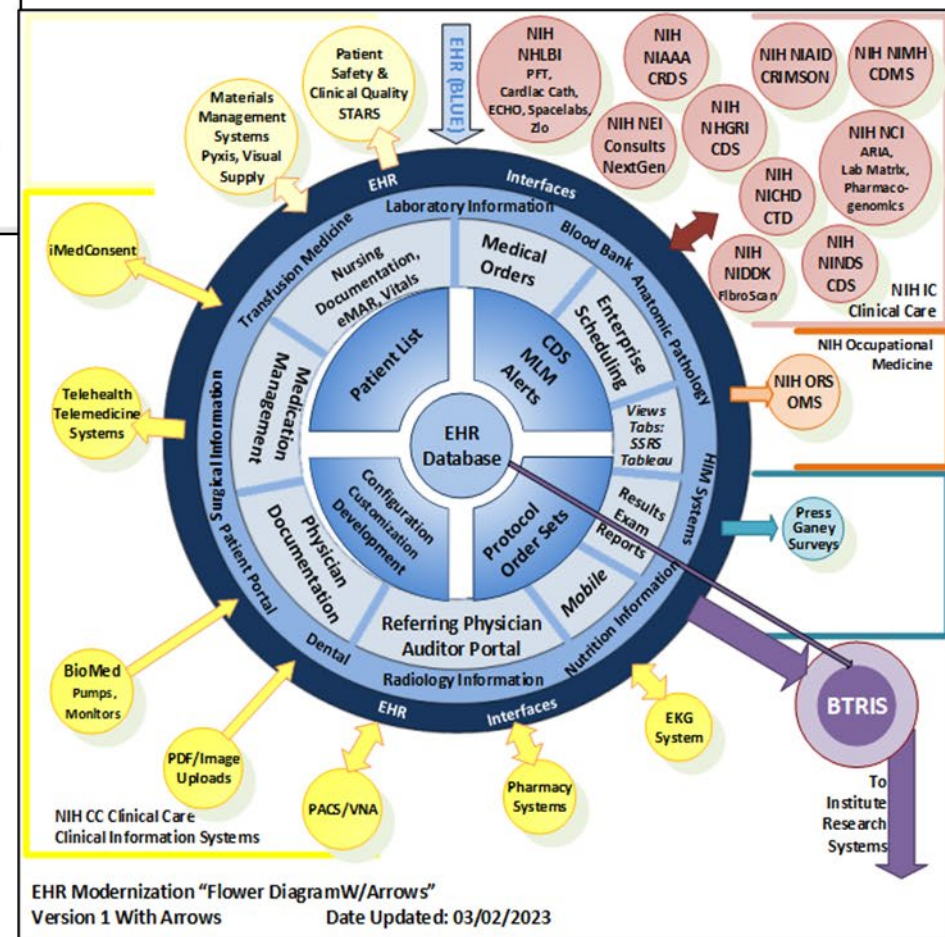 EHR (BLUE)
Patient
Safety &
Clinical Quality
STARS
Materials
Management
Systems
Pyxis, Visual
Supply
iMedConsent
Telehealth
Telemedicine
Systems
BioMed
Pumps,
Monitors
PDF/Image
Uploads
PACS/VNA
Pharmacy
Systems
EKG
System
NIH
NHLBI
PFT,
Cardiac Cath,
ECHO, Spacelabs,
Zio
NIH
NIAAA
CRDS
NIH NIAID
CRIMSON
NIH NIMH
CDMS
NIH NEI
Consults
NextGen
NIH
NHGRI
CDS
NIH NCI
ARIA,
Lab Matrix,
Pharmaco-
genomics
NIH
NICHD
CTD
NIH
NIDDK
FibroScan
NIH
NINDS
CDS
NIH IC
Clinical Care
NIH Occupational
Medicine
NIH ORS
OMS
Press
Ganey
Surveys
BTRIS
To
Institute
Research
Systems
EHR
Interfaces
Laboratory Information
Blood Bank
Anatomic Pathology
HIM Systems
Nutrition Information
Radiology Information
Dental
Patient Portal
Surgical Information
Transfusion Medicine
EHR
Interfaces
Nursing
Documentation,
eMAR, Vitals
Medical
Orders
Enterprise
Scheduling
Views
Tabs:
SSRS
Tableau
Results
Exam
Reports
Mobile
Referring Physician
Auditor Portal
Physician
Documentation
Medication
Management
Patient List
CDS
MLM
Alerts
Configuration
Customization
Development
Protocol
Order Sets
EHR
Database
NIH CC Clinical Care
Clinical Information Systems
EHR Modernization “Flower DiagramW/Arrows”
Version 1 With Arrows Date Updated: 03/02/2023